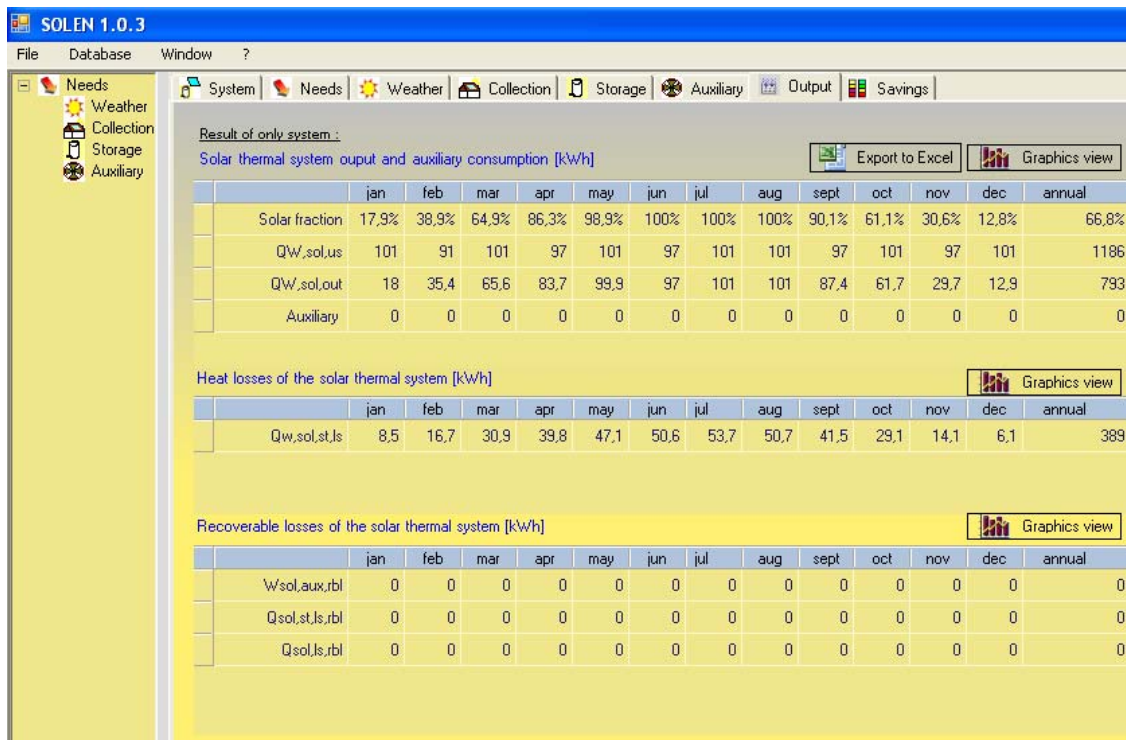 SOLEN 1.0.3
File Database Window ?
Needs
Weather
Collection
Storage
Auxiliary
System Needs Weather Collection Storage Auxiliary Output Savings
Result of only system :
Solar thermal system ouput and auxiliary consumption [kWh] Export to Excel Graphics view
jan feb mar apr may jun jul aug sept oct nov dec annual
Solar fraction 17,9% 38,9% 64,9% 86,3% 98,9% 100% 100% 100% 90,1% 61,1% 30,6% 12,8% 66,8%
QW,sol,us 101 91 101 97 101 97 101 101 97 101 97 101 1186
QW,sol,out 18 35,4 65,6 83,7 99,9 97 101 101 87,4 61,7 29,7 12,9 793
Auxiliary 0 0 0 0 0 0 0 0 0 0 0 0 0
Heat losses of the solar thermal system [kWh] Graphics view
jan feb mar apr may jun jul aug sept oct nov dec annual
Qw,sol,st,ls 8,5 16,7 30,9 39,8 47,1 50,6 53,7 50,7 41,5 29,1 14,1 6,1 389
Recoverable losses of the solar thermal system [kWh] Graphics view
jan feb mar apr may jun jul aug sept oct nov dec annual
Wsol,aux,rbl 0 0 0 0 0 0 0 0 0 0 0 0 0
Qsol,st,ls,rbl 0 0 0 0 0 0 0 0 0 0 0 0 0
Qsol,ls,rbl 0 0 0 0 0 0 0 0 0 0 0 0 0